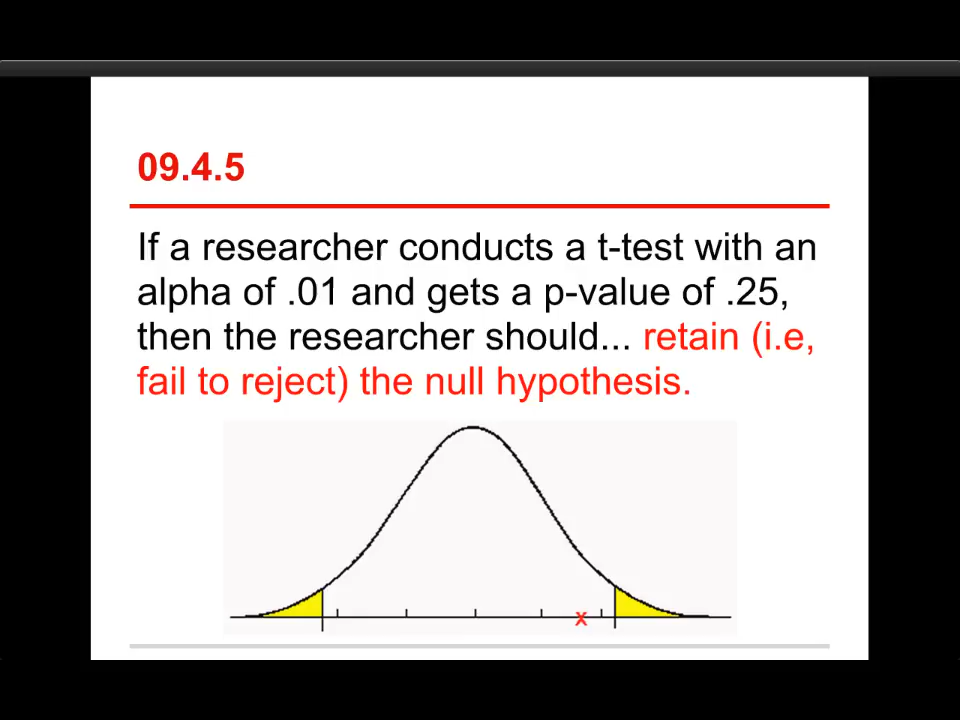 09.4.5
If a researcher conducts a t-test with an
alpha of .01 and gets a p-value of .25,
then the researcher should... retain (i.e,
fail to reject) the null hypothesis.
x